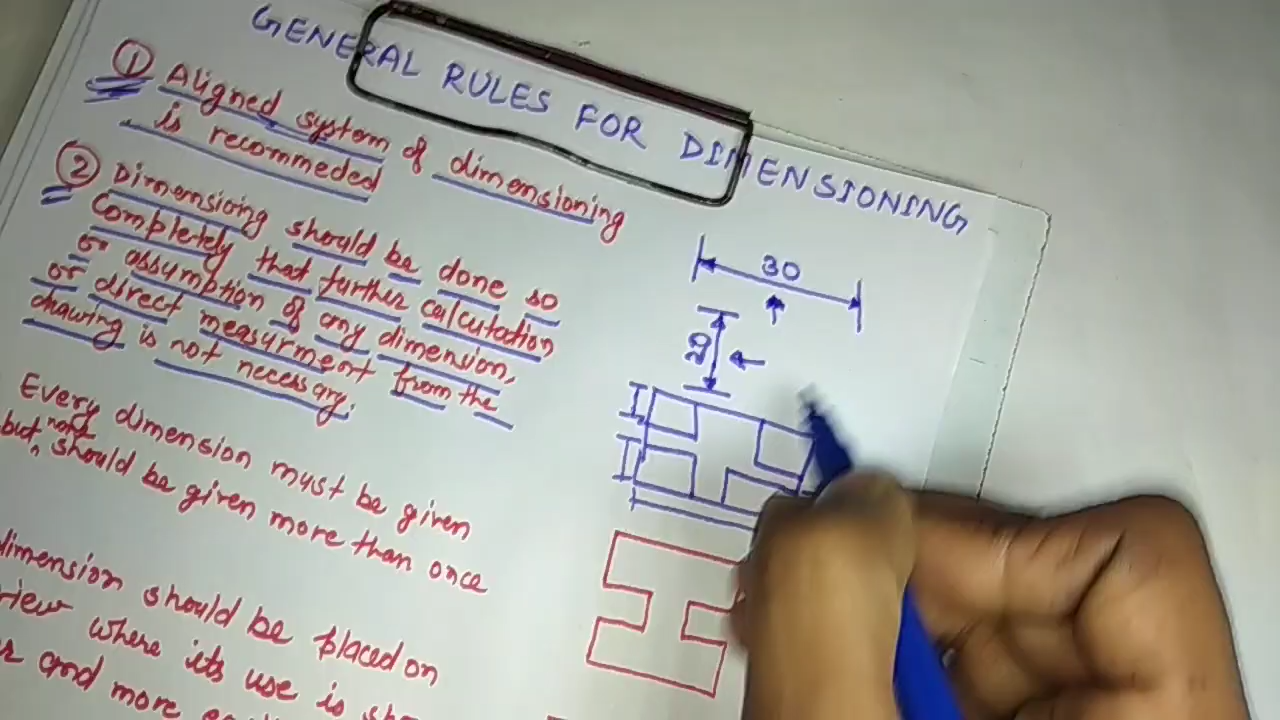 GENERAL RULES FOR DIMENSIONING
① Aligned system of dimensioning
is recommeded
② Dimensioing should be done so
Completely that further calculation
or assumption of any dimension,
or direct measurment from the
drawing is not necessary.
Every dimension must be given
but not should be given more than once
dimension should be placed on
view where its use is
and more
30
20